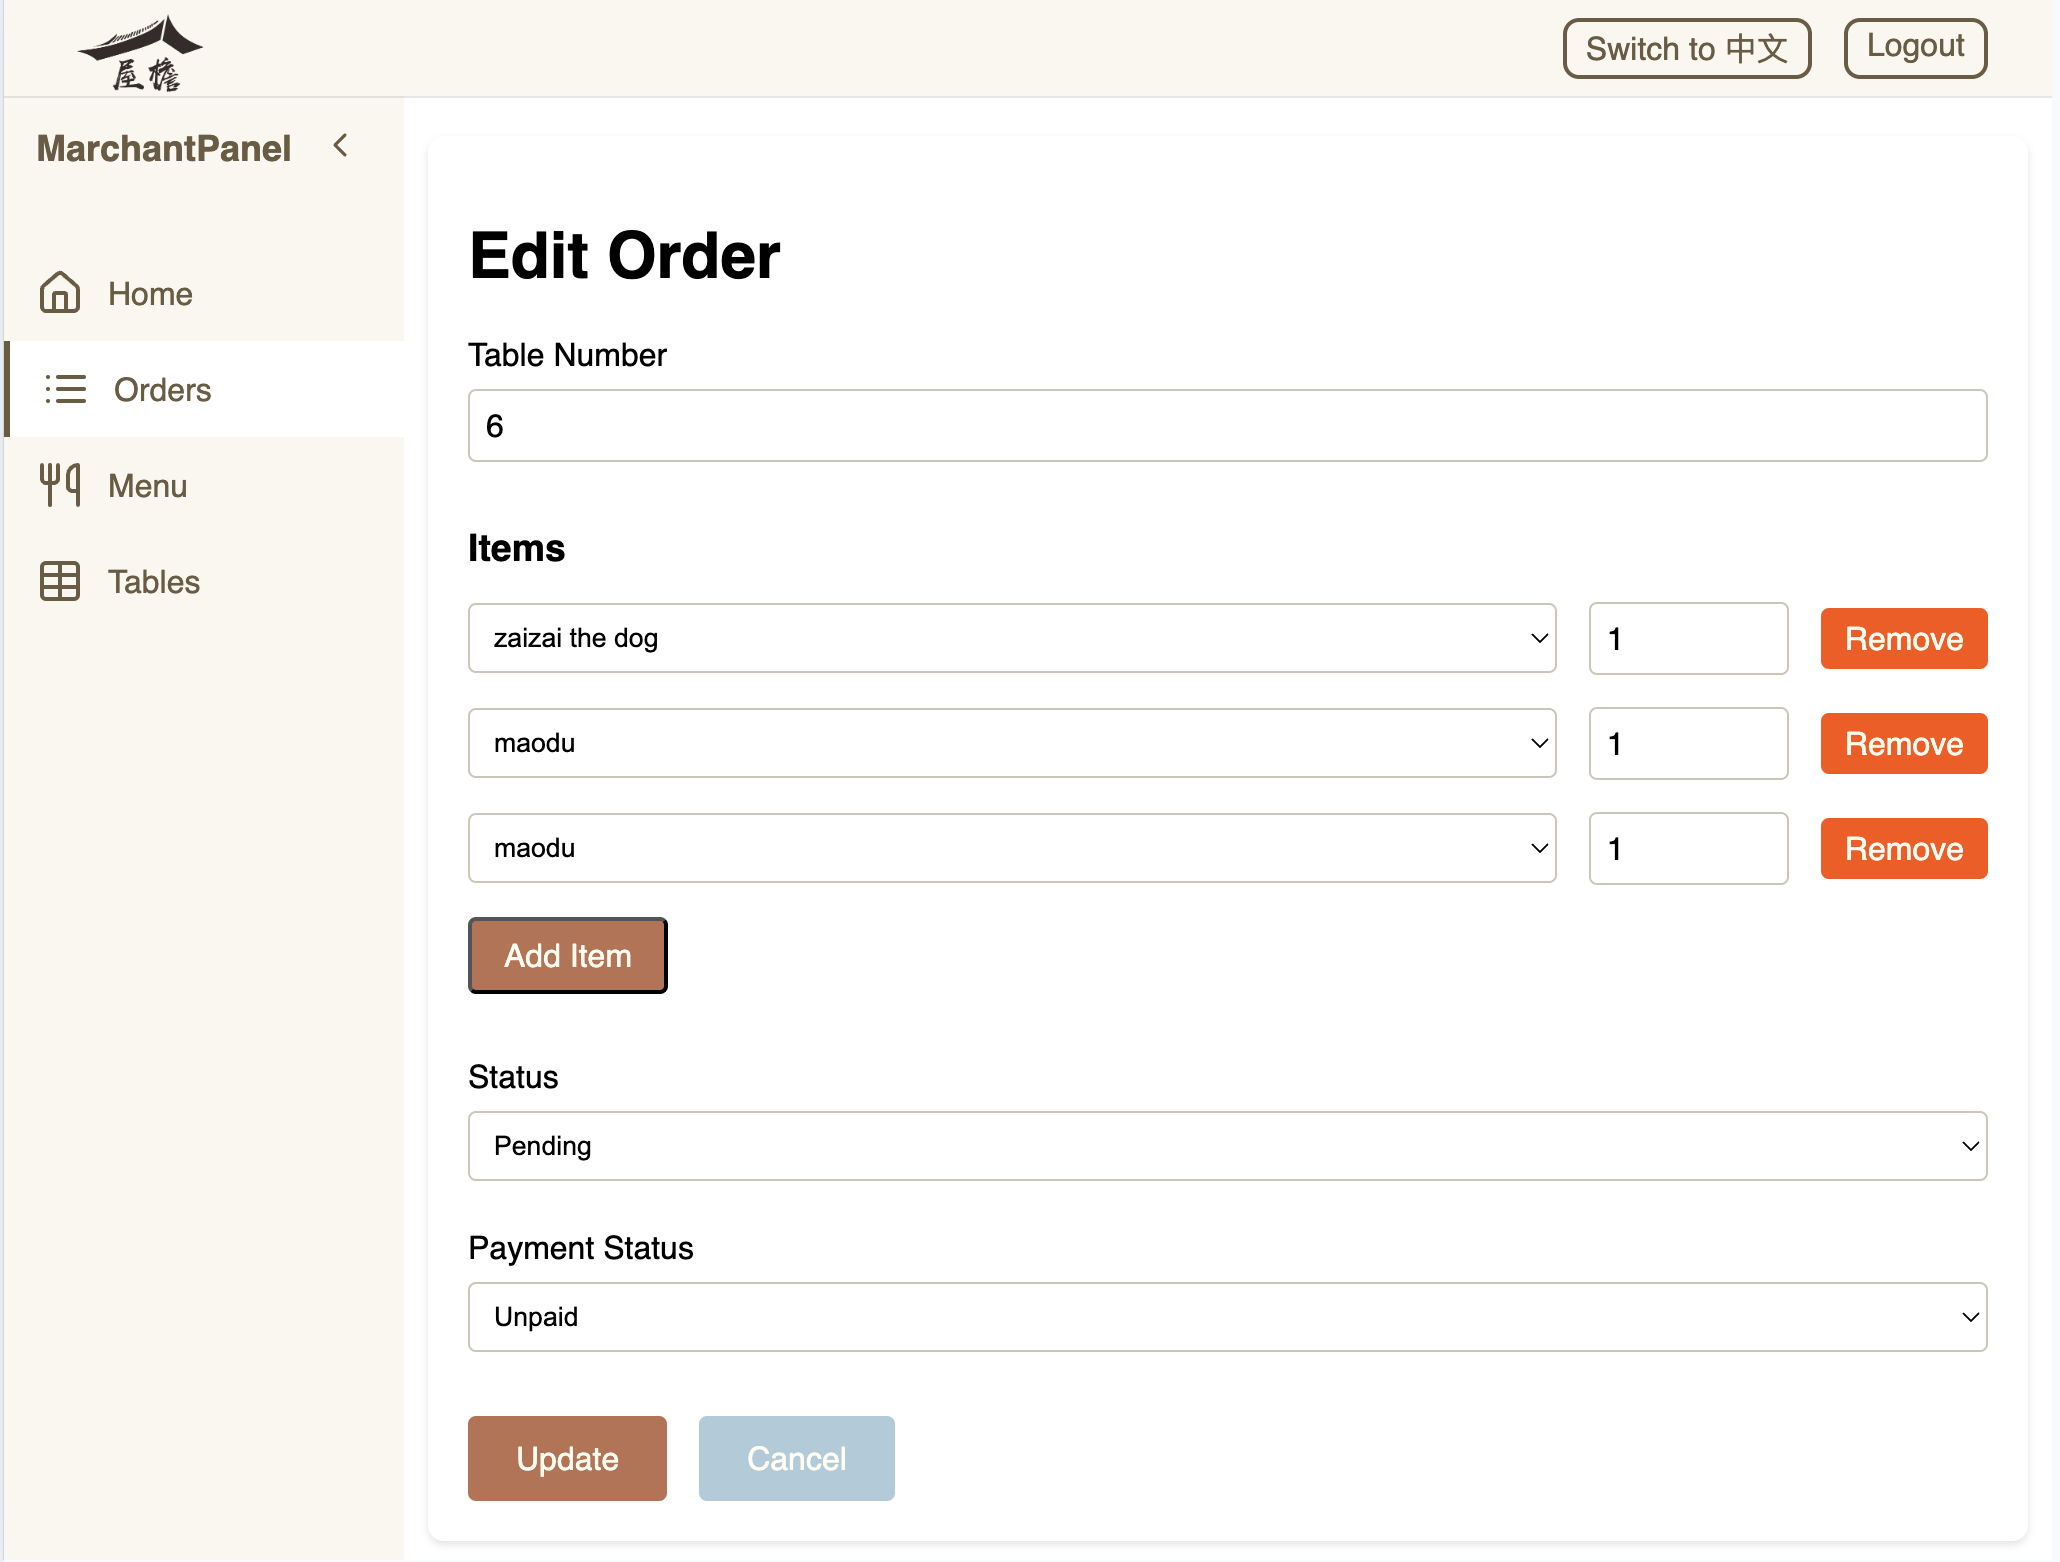 屋檐
Switch to 中文
Logout
MarchantPanel
Home
Orders
Menu
Tables
Edit Order
Table Number
6
Items
zaizai the dog
1
Remove
maodu
1
Remove
maodu
1
Remove
Add Item
Status
Pending
Payment Status
Unpaid
Update
Cancel